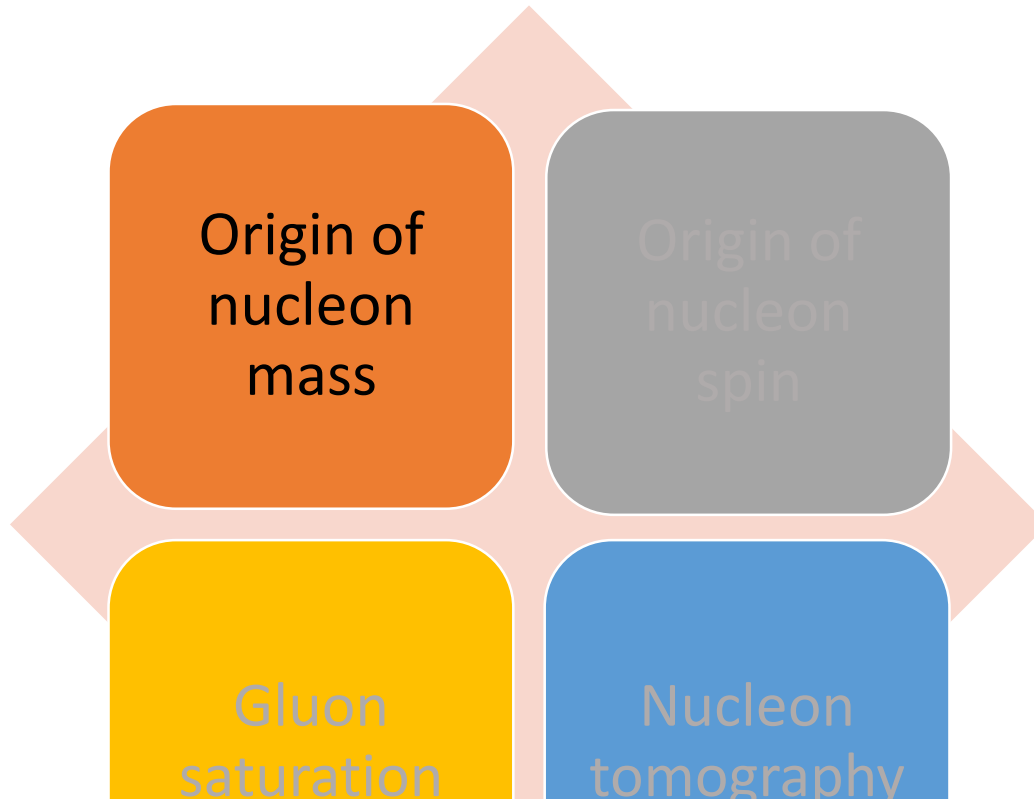 Origin of
nucleon
mass
Origin of
nucleon
spin
Gluon
saturation
Nucleon
tomography